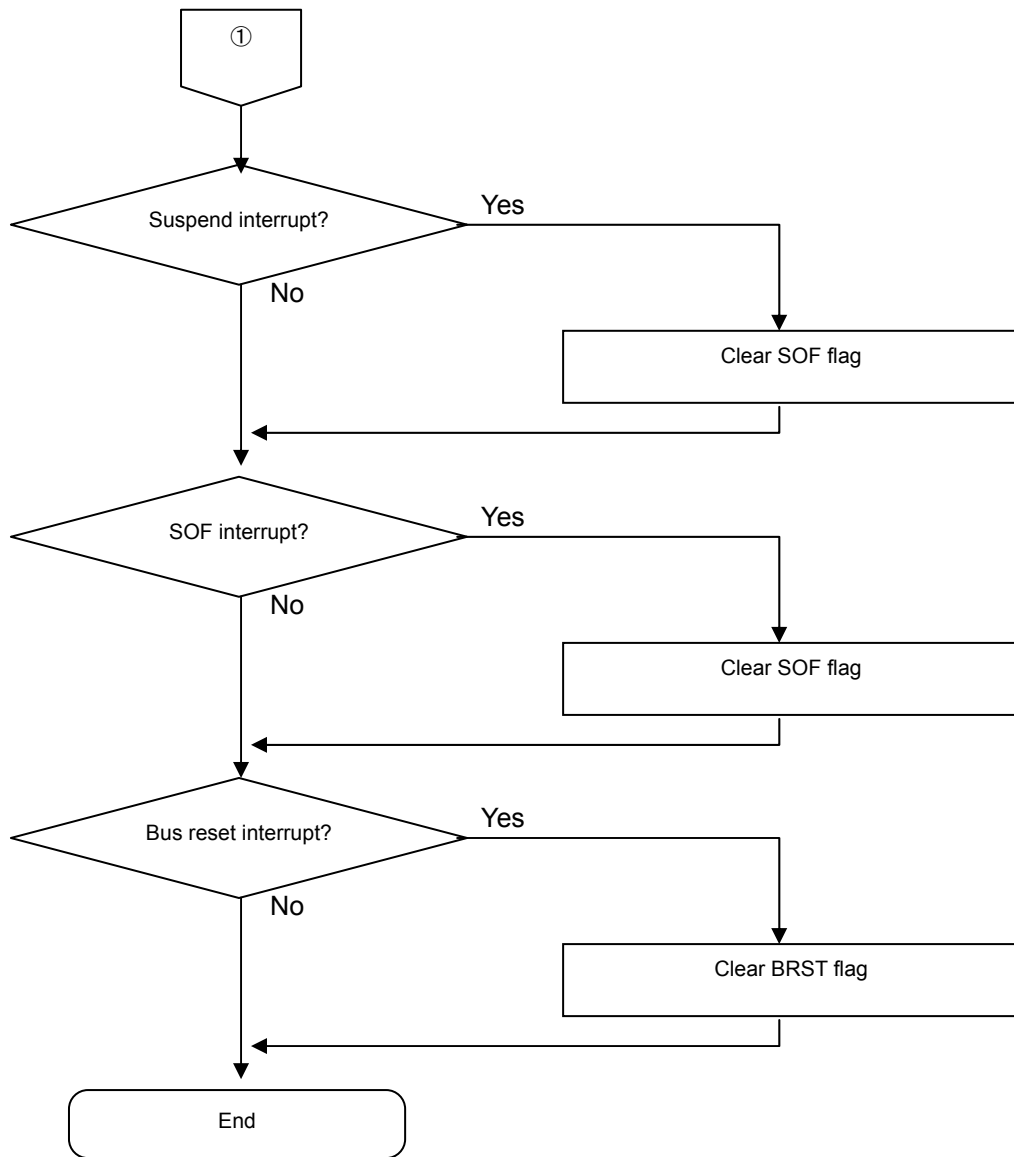 ①
Suspend interrupt?
Yes
No
Clear SOF flag
SOF interrupt?
Yes
No
Clear SOF flag
Bus reset interrupt?
Yes
No
Clear BRST flag
End